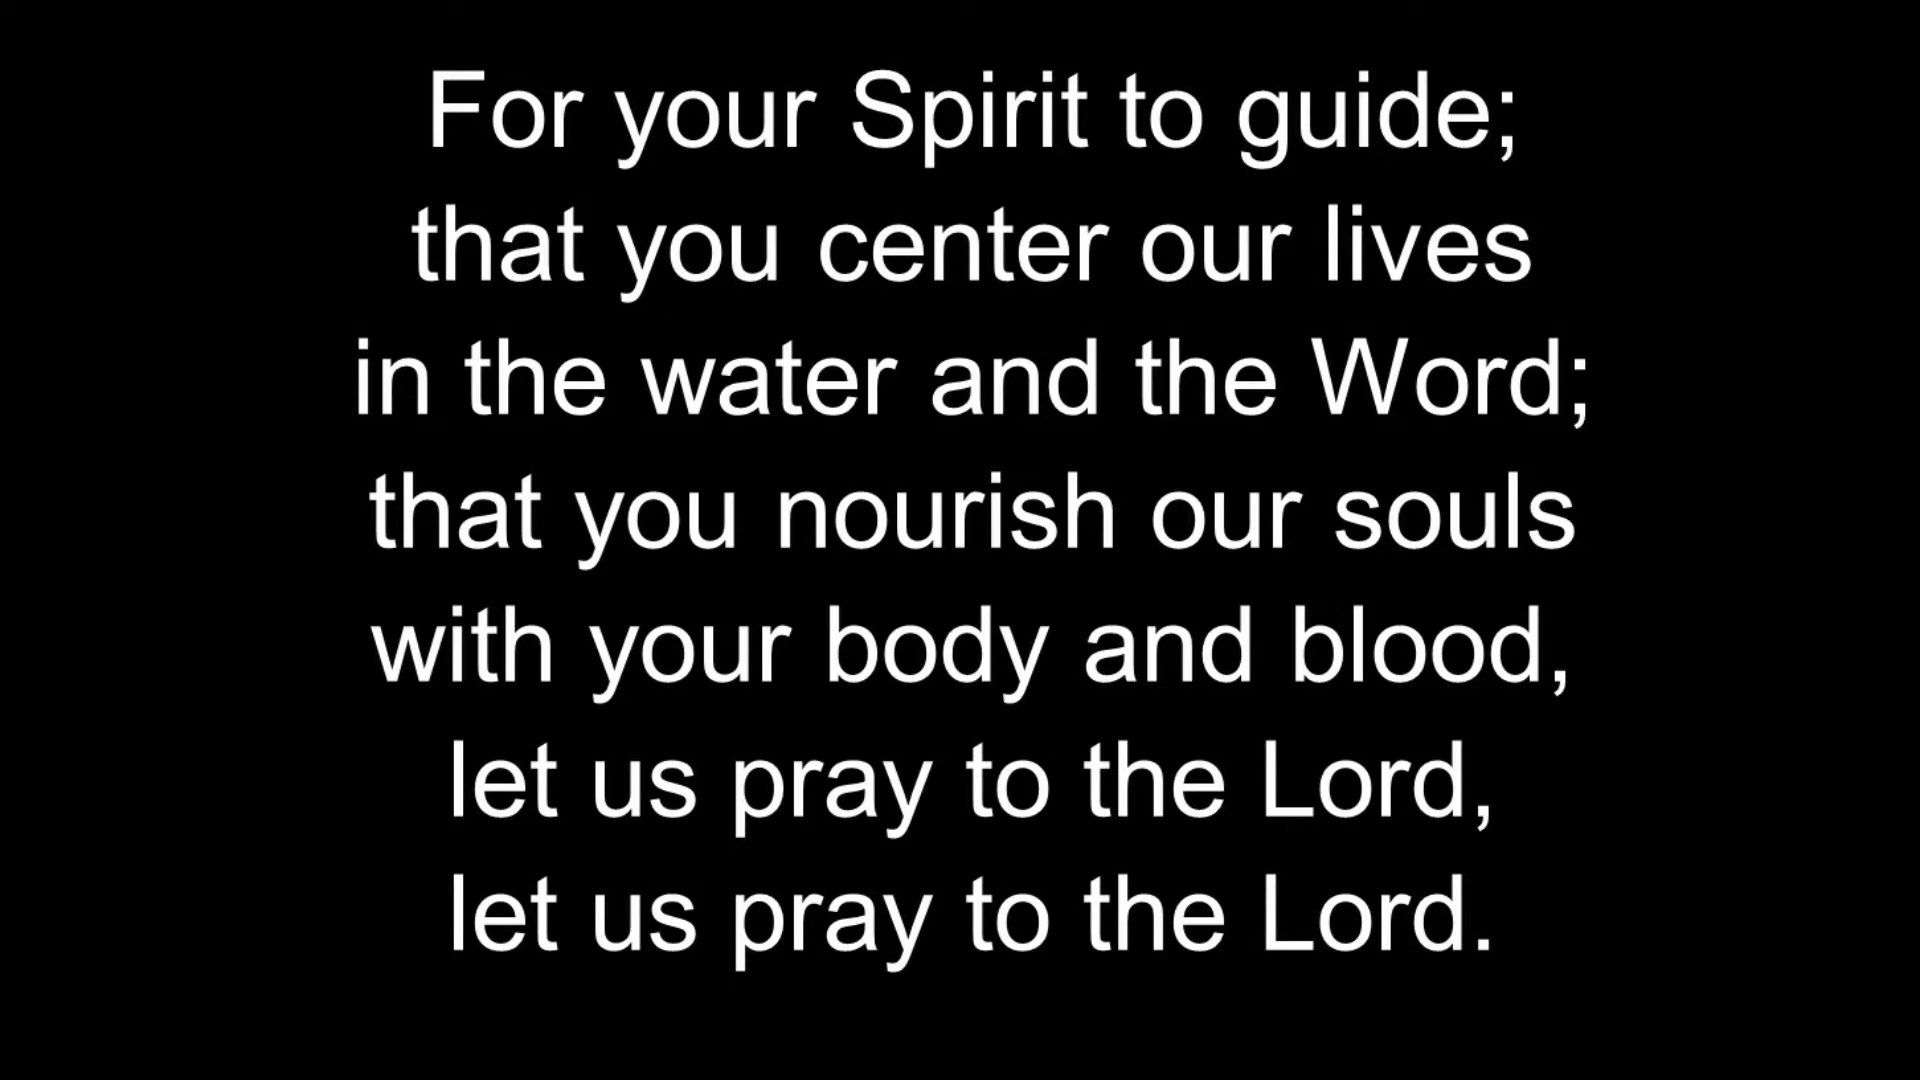 For your Spirit to guide;
that you center our lives
in the water and the Word;
that you nourish our souls
with your body and blood,
let us pray to the Lord,
let us pray to the Lord.